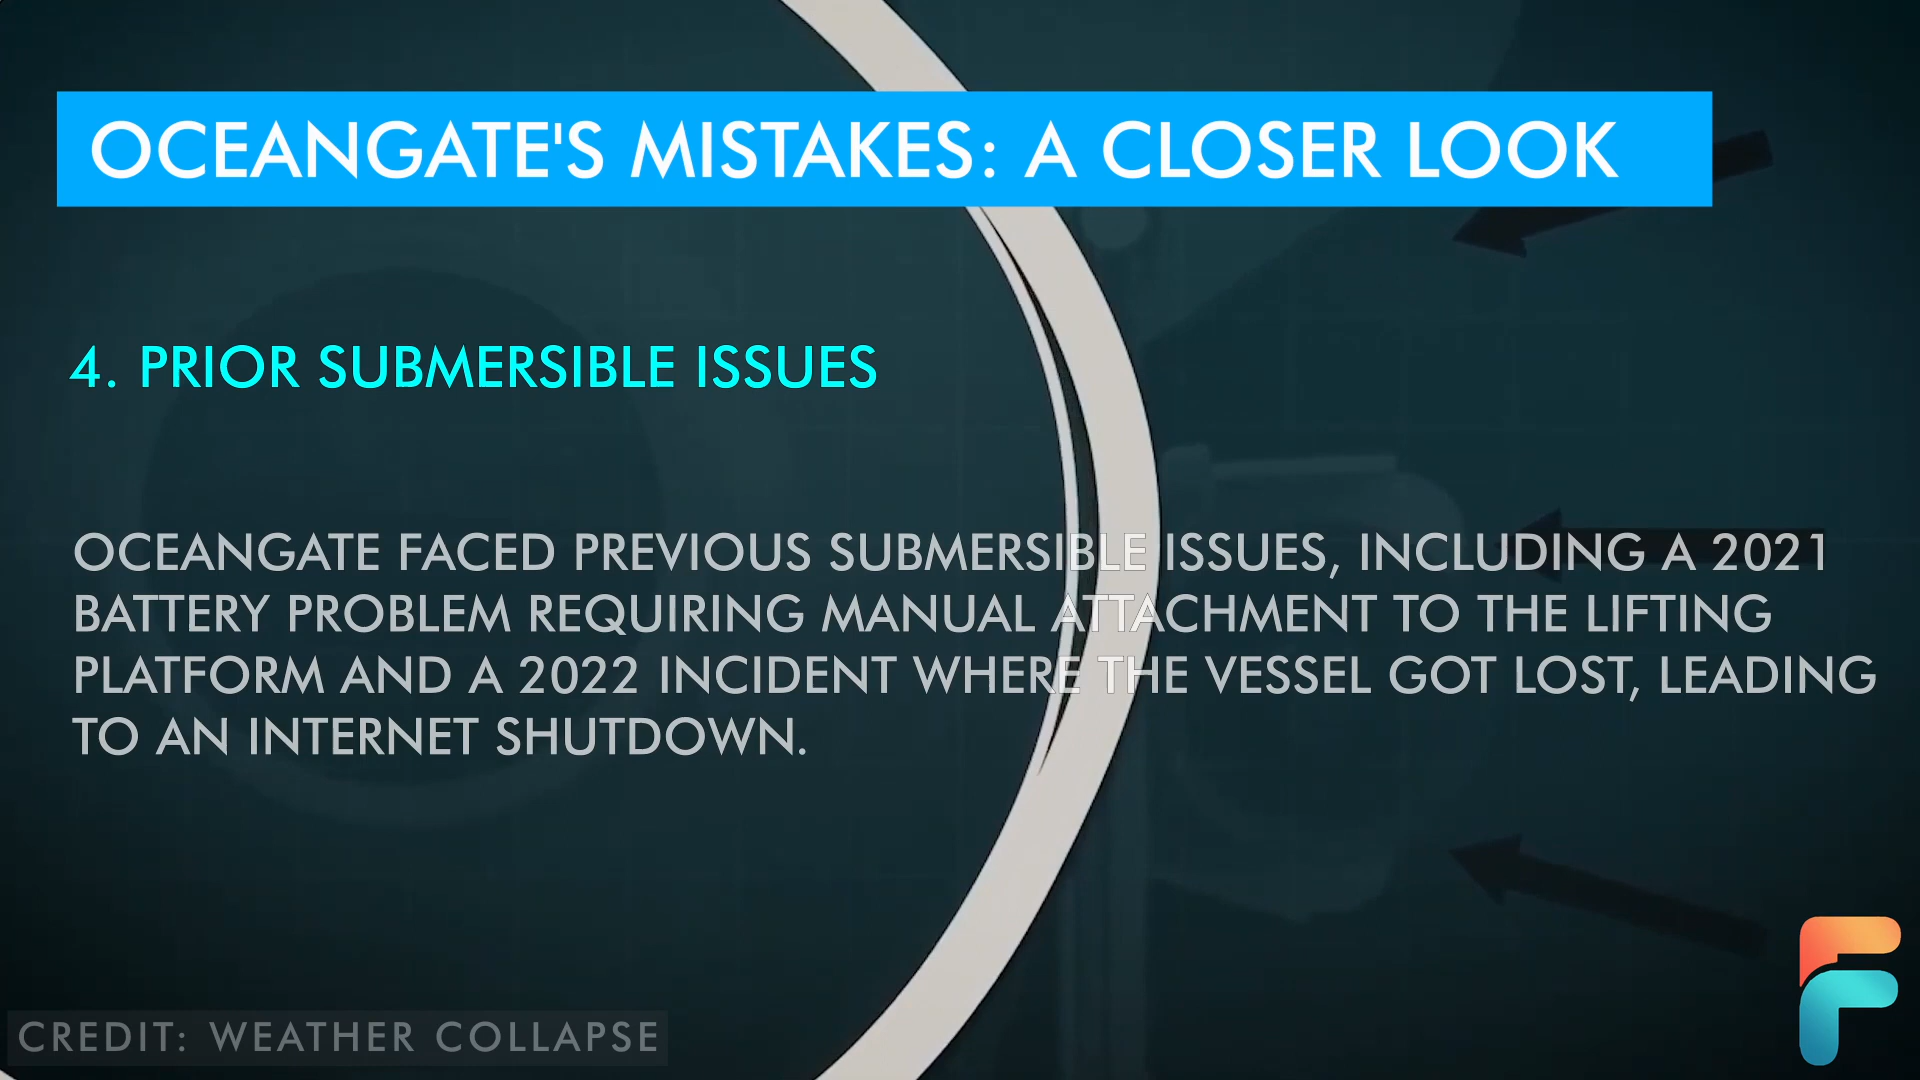 OCEANGATE'S MISTAKES: A CLOSER LOOK
4. PRIOR SUBMERSIBLE ISSUES
OCEANGATE FACED PREVIOUS SUBMERSIBLE ISSUES, INCLUDING A 2021
BATTERY PROBLEM REQUIRING MANUAL ATTACHMENT TO THE LIFTING
PLATFORM AND A 2022 INCIDENT WHERE THE VESSEL GOT LOST, LEADING
TO AN INTERNET SHUTDOWN.
CREDIT: WEATHER COLLAPSE